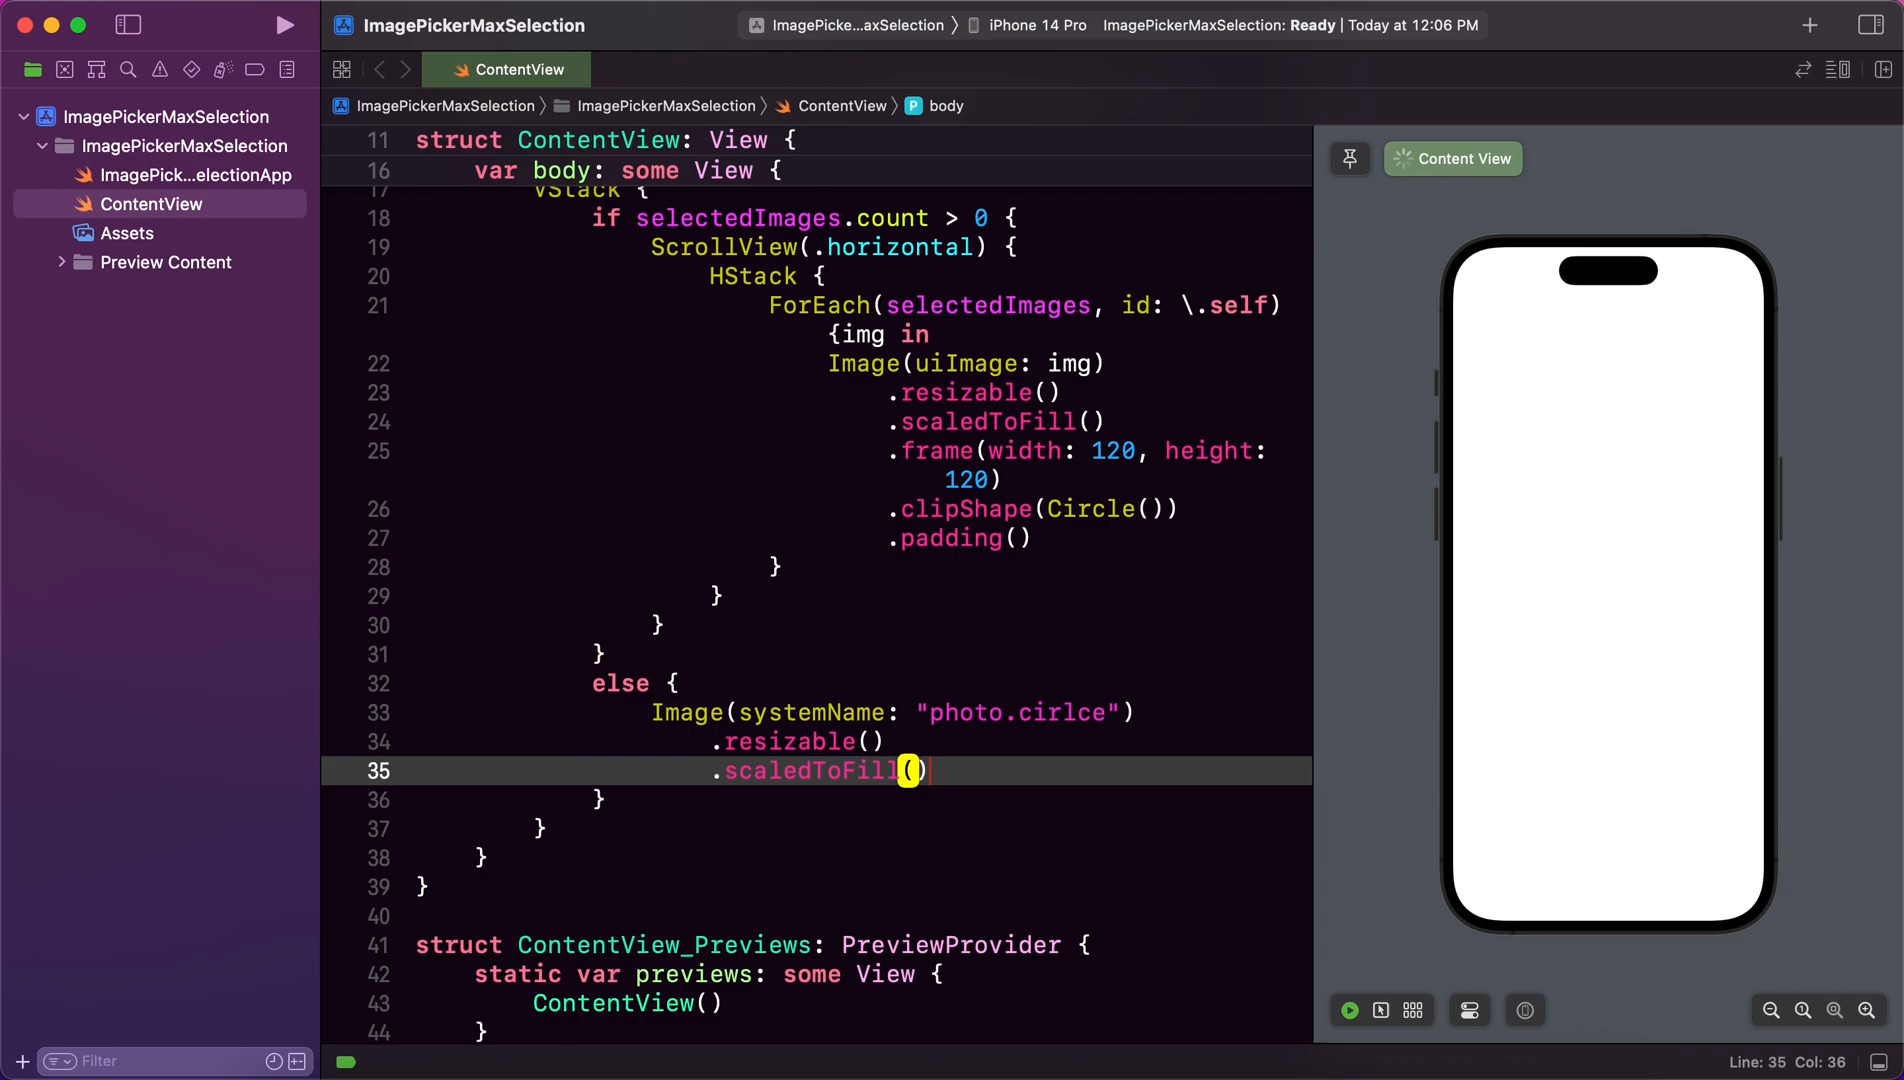 ImagePickerMaxSelection
ImagePicke...axSelection
iPhone 14 Pro
ImagePickerMaxSelection: Ready | Today at 12:06 PM
ContentView
ImagePickerMaxSelection
ImagePickerMaxSelection
ContentView
P
body
ImagePickerMaxSelection
ImagePickerMaxSelection
ImagePick...electionApp
ContentView
Assets
Preview Content
11 struct ContentView: View {
16 var body: some View {
17 VStack {
18 if selectedImages.count > 0 {
19 ScrollView(.horizontal) {
20 HStack {
21 ForEach(selectedImages, id: \.self)
{img in
22 Image(uiImage: img)
23 .resizable()
24 .scaledToFill()
25 .frame(width: 120, height:
120)
26 .clipShape(Circle())
27 .padding()
28 }
29 }
30 }
31 }
32 else {
33 Image(systemName: "photo.cirlce")
34 .resizable()
35 .scaledToFill()
36 }
37 }
38 }
39 }
40
41 struct ContentView_Previews: PreviewProvider {
42 static var previews: some View {
43 ContentView()
44 }
Content View
Filter
Line: 35 Col: 36